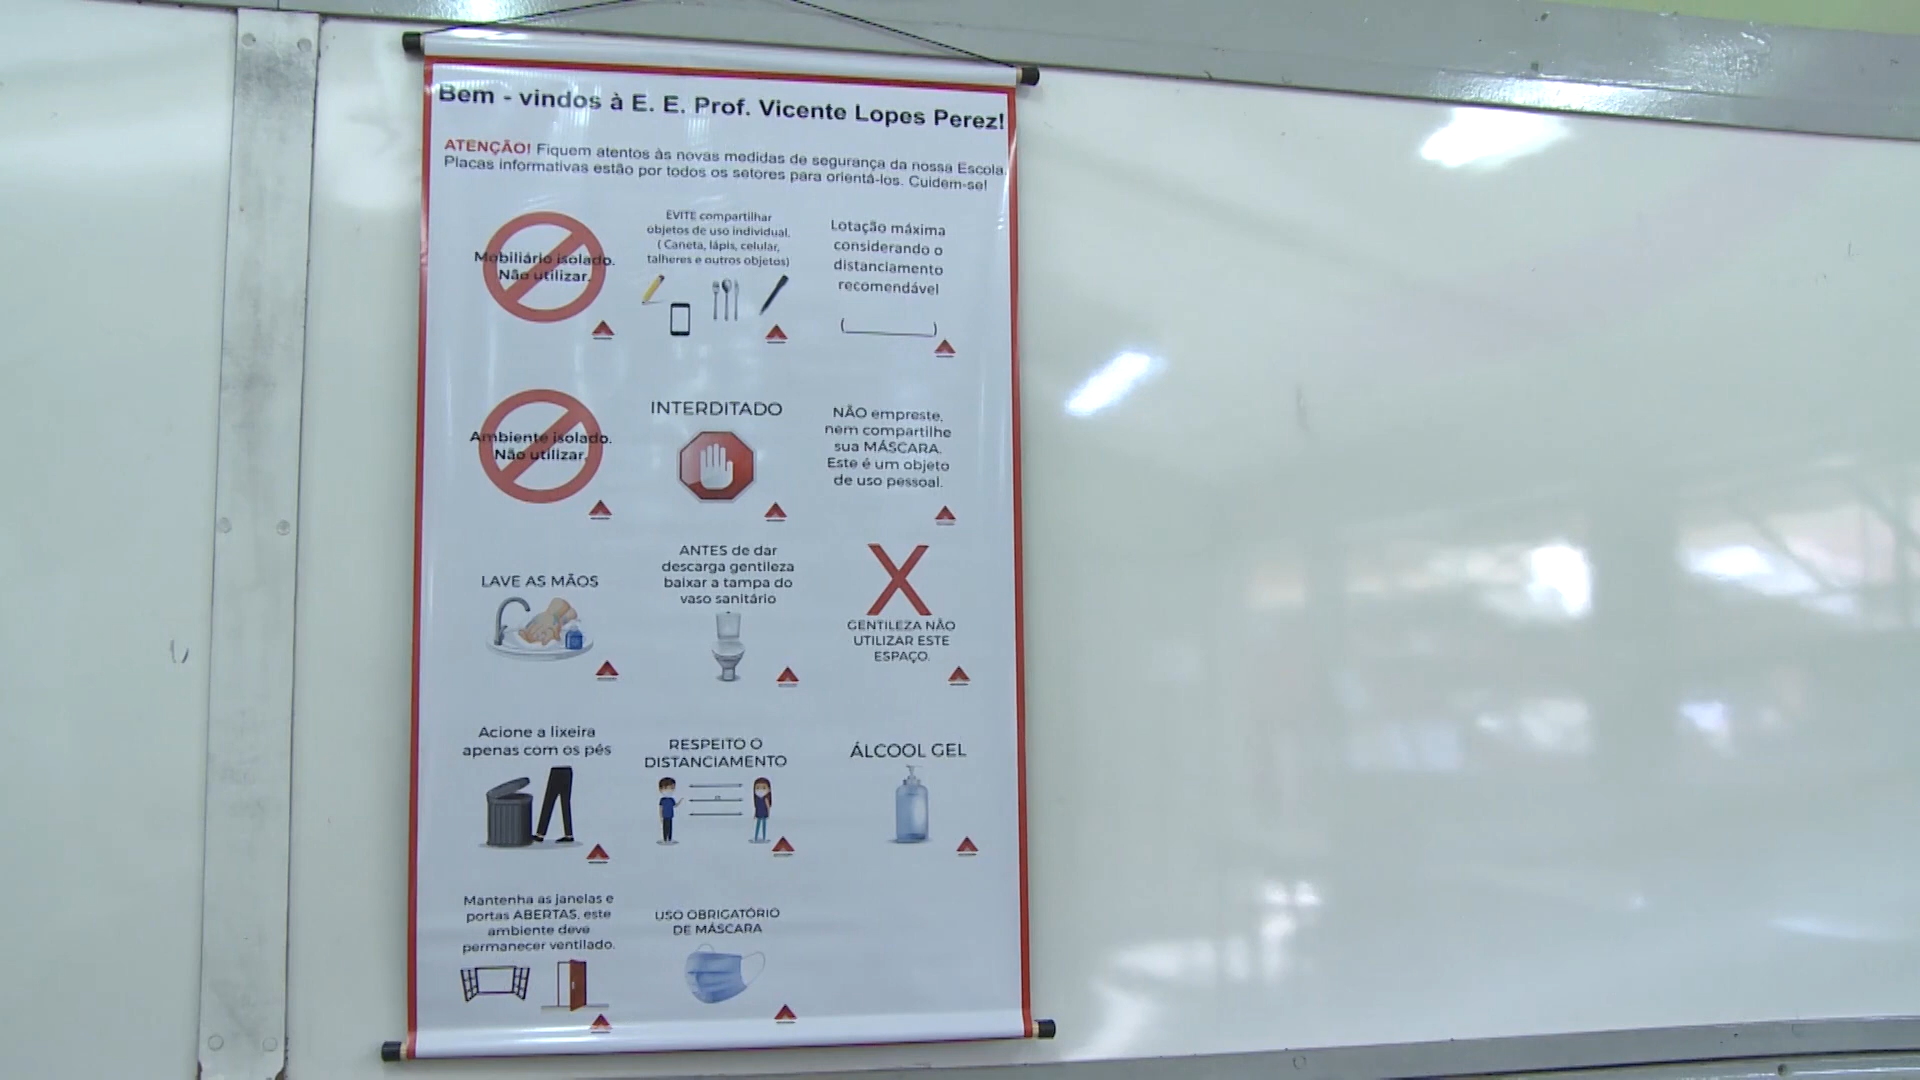 Bem - vindos à E. E. Prof. Vicente Lopes Perez!
ATENÇÃO! Fiquem atentos às novas medidas de segurança da nossa Escola.
Placas informativas estão por todos os setores para orientá-los. Cuidem-se!
Mobiliário isolado.
Não utilizar.
EVITE compartilhar
objetos de uso individual.
( Caneta, lápis, celular,
talheres e outros objetos)
Lotação máxima
considerando o
distanciamento
recomendável
(__________)
Ambiente isolado.
Não utilizar.
INTERDITADO
NÃO empreste,
nem compartilhe
sua MÁSCARA.
Este é um objeto
de uso pessoal.
LAVE AS MÃOS
ANTES de dar
descarga gentileza
baixar a tampa do
vaso sanitário
X
GENTILEZA NÃO
UTILIZAR ESTE
ESPAÇO.
Acione a lixeira
apenas com os pés
RESPEITO O
DISTANCIAMENTO
ÁLCOOL GEL
Mantenha as janelas e
portas ABERTAS, este
ambiente deve
permanecer ventilado.
USO OBRIGATÓRIO
DE MÁSCARA